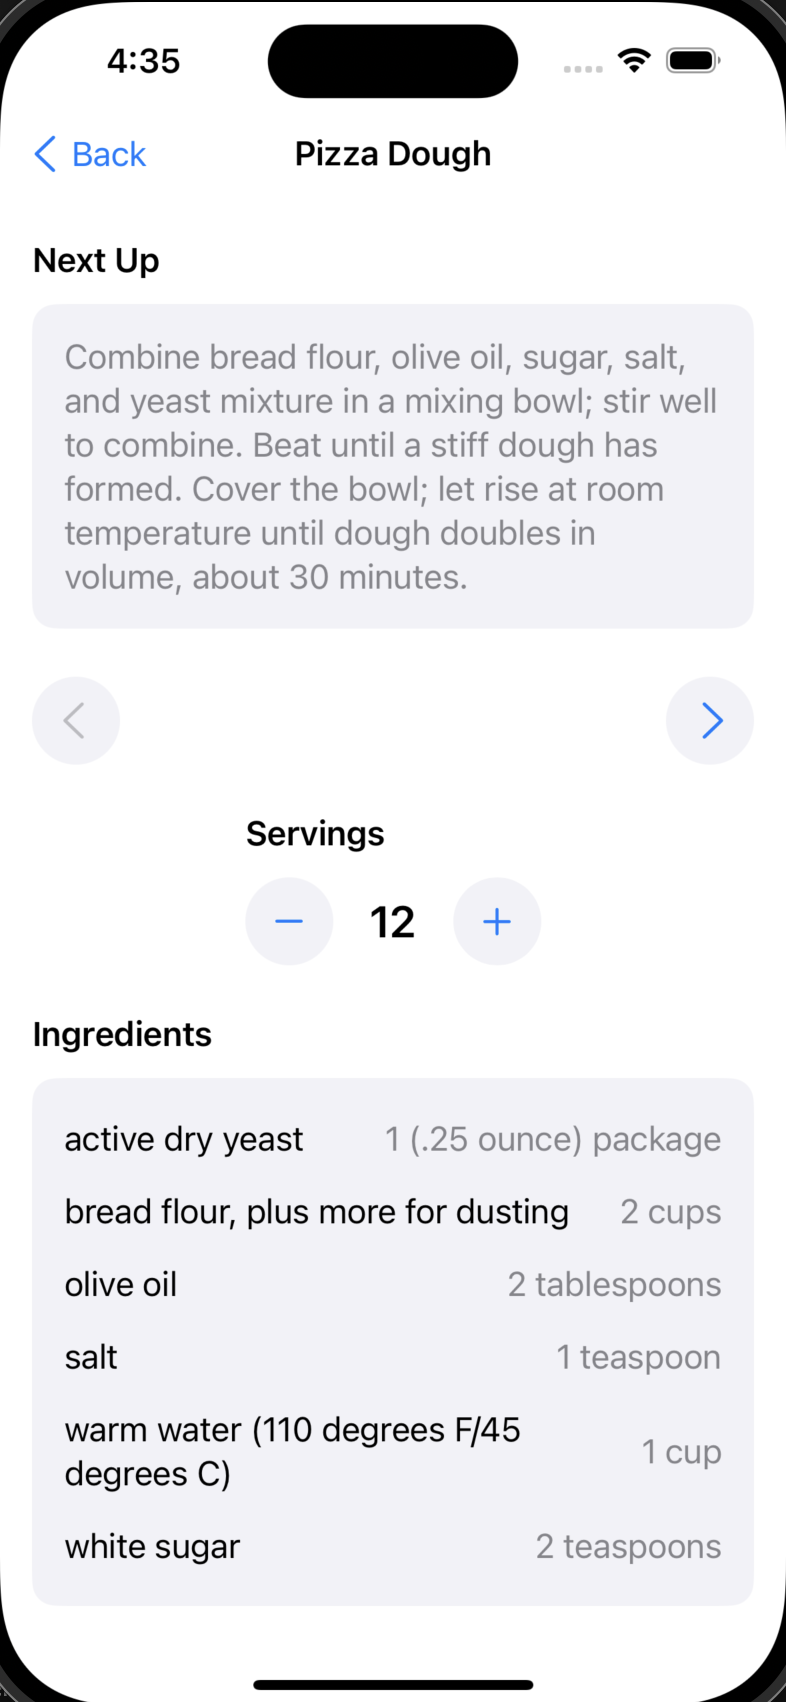 4:35
Back
Pizza Dough
Next Up
Combine bread flour, olive oil, sugar, salt,
and yeast mixture in a mixing bowl; stir well
to combine. Beat until a stiff dough has
formed. Cover the bowl; let rise at room
temperature until dough doubles in
volume, about 30 minutes.
Servings
12
Ingredients
active dry yeast 1 (.25 ounce) package
bread flour, plus more for dusting 2 cups
olive oil 2 tablespoons
salt 1 teaspoon
warm water (110 degrees F/45
degrees C) 1 cup
white sugar 2 teaspoons